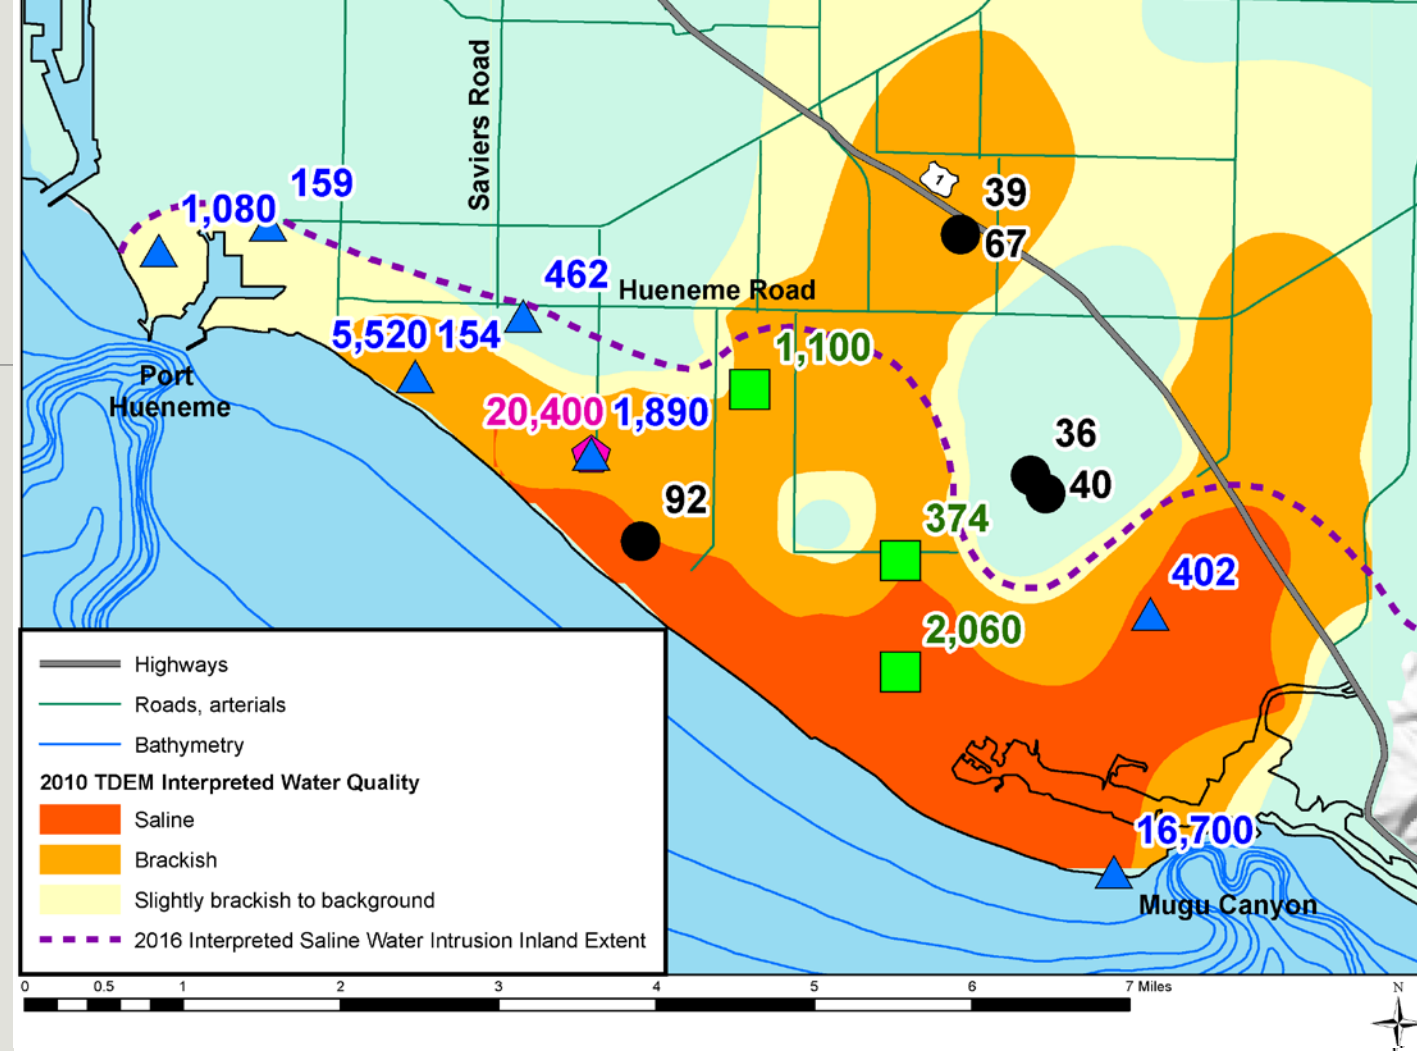 Saviers Road
159
1,080
1
39
67
462
Hueneme Road
5,520 154
1,100
Port
Hueneme
20,400 1,890
36
40
92
374
402
2,060
16,700
Mugu Canyon
Highways
Roads, arterials
Bathymetry
2010 TDEM Interpreted Water Quality
Saline
Brackish
Slightly brackish to background
2016 Interpreted Saline Water Intrusion Inland Extent
0 0.5 1 2 3 4 5 6 7 Miles
N